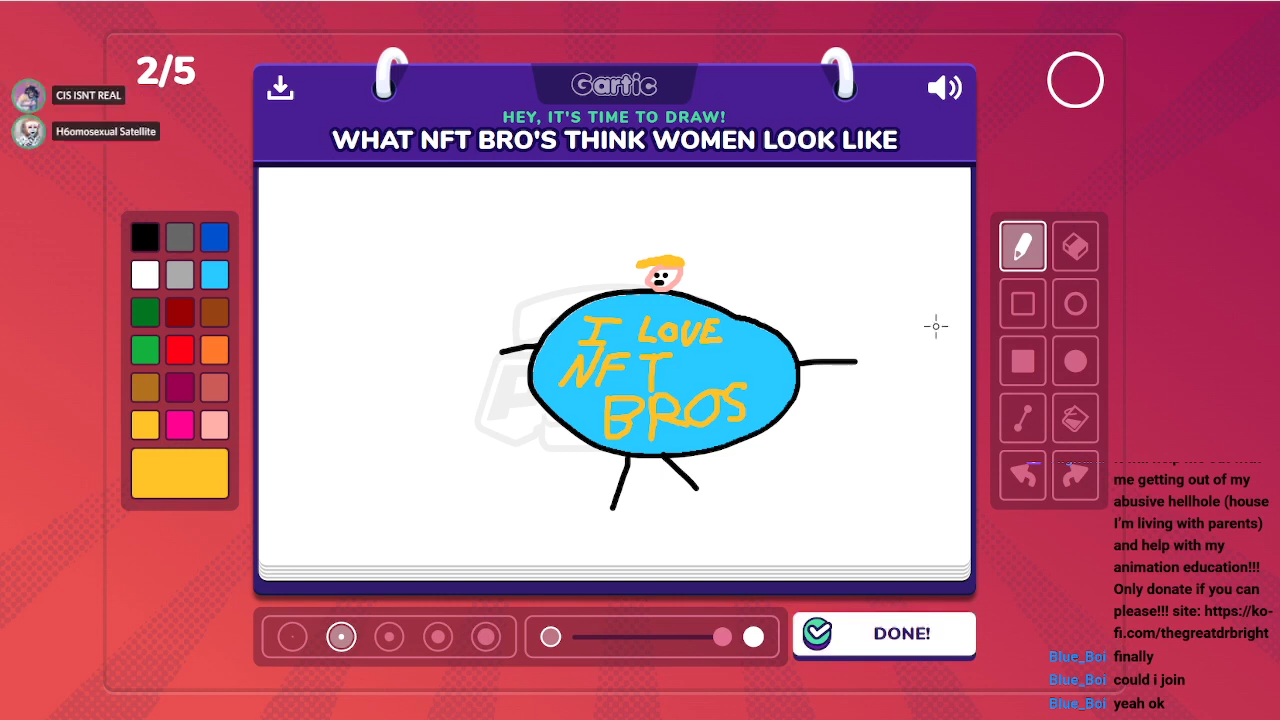 2/5
CIS ISNT REAL
H6omosexual Satellite
Gartic
HEY, IT'S TIME TO DRAW!
WHAT NFT BRO'S THINK WOMEN LOOK LIKE
I LOVE
NFT
BROS
DONE!
me getting out of my
abusive hellhole (house
I'm living with parents)
and help with my
animation education!!!
Only donate if you can
please!!! site: https://ko-
fi.com/thegreatdrbright
Blue_Boi finally
Blue_Boi could i join
Blue_Boi yeah ok